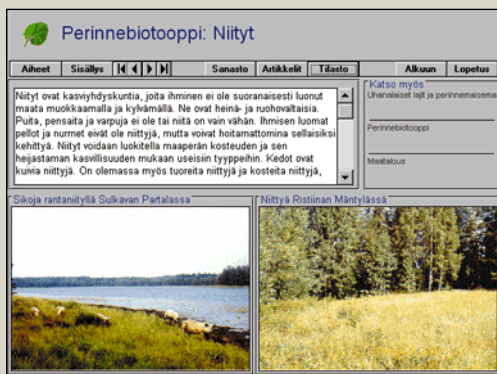 Perinnebiotooppi: Niityt
Aiheet Sisällys Sanasto Artikkelit Tilasto Alkuun Lopetus
Niityt ovat kasviyhdyskuntia, joita ihminen ei ole suoranaisesti luonut
maata muokkaamalla ja kylvämällä. Ne ovat heinä- ja ruohovaltaisia.
Puita, pensaita ja varpuja ei ole tai niitä on vain vähän. Ihmisen luomat
pellot ja nurmet eivät ole niittyjä, mutta voivat hoitamattomina sellaisiksi
kehittyä. Niityt voidaan luokitella maaperän kosteuden ja sen
heijastaman kasvillisuuden mukaan useisiin tyyppeihin. Kedot ovat
kuivia niittyjä. On olemassa myös tuoreita niittyjä ja kosteita niittyjä,
Katso myös
Uhanalaiset lajit ja perinnemaisema
Perinnebiotooppi
Maatalous
Sikoja rantaniityllä Sulkavan Partalassa
Niittyä Ristiinan Mäntylässä